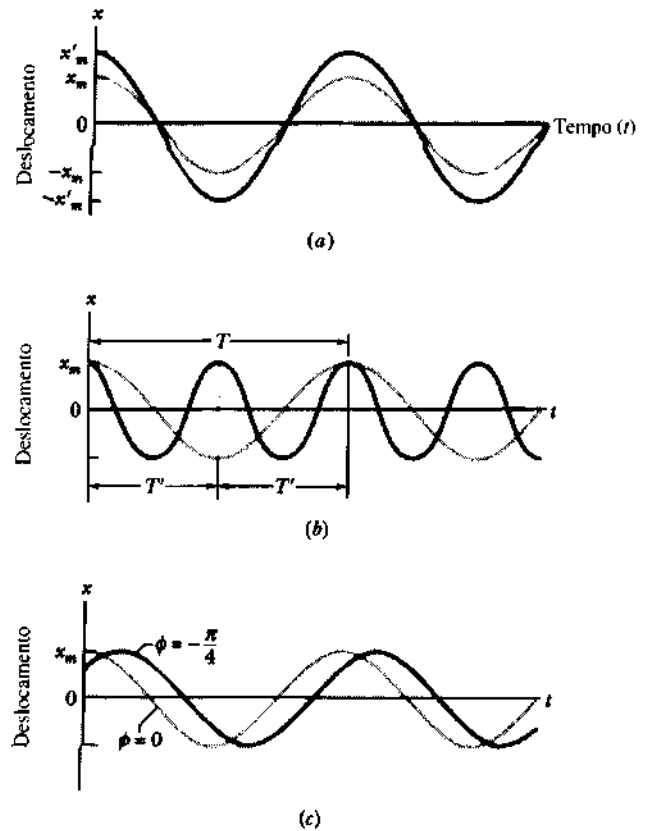 x
x'ₘ
xₘ
0
−xₘ
−x'ₘ
Deslocamento
Tempo (t)
(a)
x
T
xₘ
0
t
Deslocamento
T'
T'
(b)
x
xₘ
ϕ = −π/4
0
t
ϕ = 0
Deslocamento
(c)